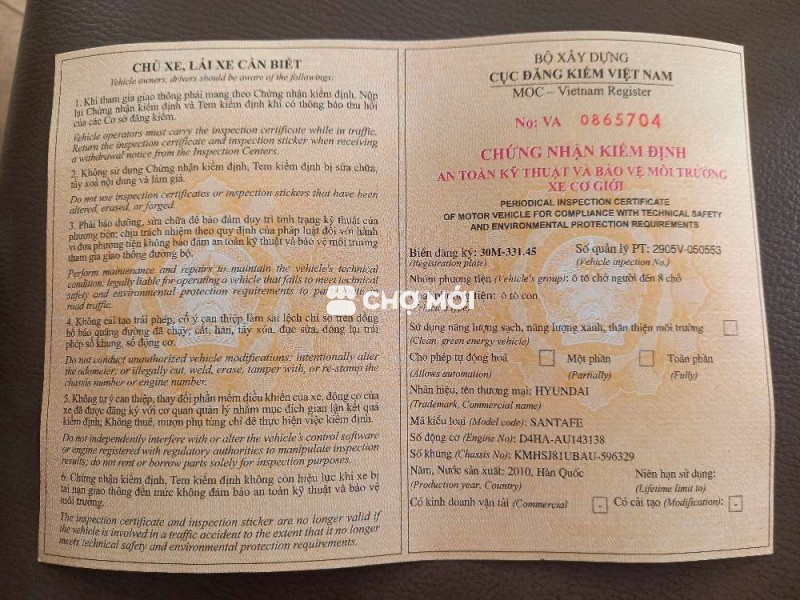 CHỦ XE, LÁI XE CẦN BIẾT
Vehicle owners, drivers should be aware of the followings:
1. Khi tham gia giao thông phải mang theo Chứng nhận kiểm định. Nộp
lại Chứng nhận kiểm định và Tem kiểm định khi có thông báo thu hồi
của các Cơ sở đăng kiểm.
Vehicle operators must carry the inspection certificate while in traffic.
Return the inspection certificate and inspection sticker when receiving
a withdrawal notice from the Inspection Centers.
2. Không sử dụng Chứng nhận kiểm định, Tem kiểm định bị sửa chữa,
tẩy xoá nội dung và làm giả.
Do not use inspection certificates or inspection stickers that have been
altered, erased, or forged.
3. Phải bảo dưỡng, sửa chữa để bảo đảm duy trì tình trạng kỹ thuật của
phương tiện; chịu trách nhiệm theo quy định của pháp luật đối với hành
vi đưa phương tiện không bảo đảm an toàn kỹ thuật và bảo vệ môi trường
tham gia giao thông đường bộ.
Perform maintenance and repairs to maintain the vehicle's technical
condition; legally liable for operating a vehicle that fails to meet technical
safety and environmental protection requirements to
road traffic.
4. Không cải tạo trái phép, cố ý can thiệp làm sai lệch chỉ số trên đồng
hồ báo quãng đường đã chạy; cắt, hàn, tẩy xóa, đục sửa, đóng lại trái
phép số khung, số động cơ.
Do not conduct unauthorized vehicle modifications; intentionally alter
the odometer; or illegally cut, weld, erase, tamper with, or re-stamp the
chassis number or engine number.
5. Không tự ý can thiệp, thay đổi phần mềm điều khiển của xe, động cơ của
xe đã được đăng ký với cơ quan quản lý nhằm mục đích gian lận kết quả
kiểm định; Không thuê, mượn phụ tùng chỉ để thực hiện việc kiểm định.
Do not independently interfere with or alter the vehicle's control software
or engine registered with regulatory authorities to manipulate inspection
results; do not rent or borrow parts solely for inspection purposes.
6. Chứng nhận kiểm định, Tem kiểm định không còn hiệu lực khi xe bị
tai nạn giao thông đến mức không đảm bảo an toàn kỹ thuật và bảo vệ
môi trường.
The inspection certificate and inspection sticker are no longer valid if
the vehicle is involved in a traffic accident to the extent that it no longer
meets technical safety and environmental protection requirements.
BỘ XÂY DỰNG
CỤC ĐĂNG KIỂM VIỆT NAM
MOC – Vietnam Register
No: VA 0865704
CHỨNG NHẬN KIỂM ĐỊNH
AN TOÀN KỸ THUẬT VÀ BẢO VỆ MÔI TRƯỜNG
XE CƠ GIỚI
PERIODICAL INSPECTION CERTIFICATE
OF MOTOR VEHICLE FOR COMPLIANCE WITH TECHNICAL SAFETY
AND ENVIRONMENTAL PROTECTION REQUIREMENTS
Biển đăng ký: 30M-331.45 Số quản lý PT: 2905V-050553
(Registration plate) (Vehicle inpection No.)
Nhóm phương tiện (Vehicle's group): ô tô chở người đến 8 chỗ
tiện: ô tô con
Sử dụng năng lượng sạch, năng lượng xanh, thân thiện môi trường
(Clean, green energy vehicle)
Cho phép tự động hoá Một phần Toàn phần
(Allows automation) (Partially) (Fully)
Nhãn hiệu, tên thương mại: HYUNDAI
(Trademark, Commercial name)
Mã kiểu loại (Model code): SANTAFE
Số động cơ (Engine No): D4HA-AU143138
Số khung (Chassis No): KMHSJ81UBAU-596329
Năm, Nước sản xuất: 2010, Hàn Quốc Niên hạn sử dụng:
(Production year, Country) (Lifetime limit to)
Có kinh doanh vận tải (Commercial - Có cải tạo (Modification): -
CHỢ MÓI